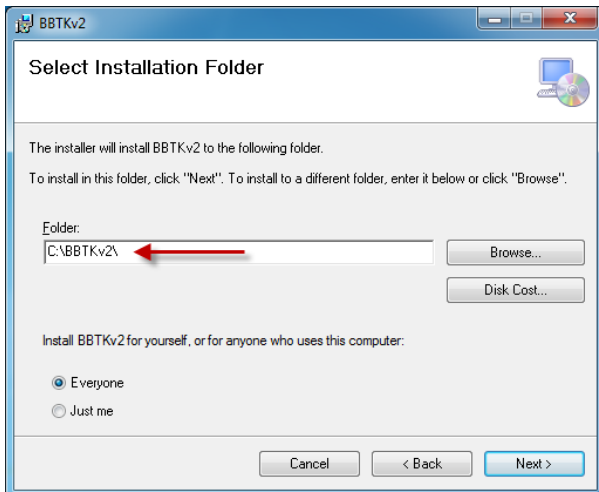 BBTKv2
Select Installation Folder
The installer will install BBTKv2 to the following folder.
To install in this folder, click "Next". To install to a different folder, enter it below or click "Browse".
Folder:
C:\BBTKv2\
Browse...
Disk Cost...
Install BBTKv2 for yourself, or for anyone who uses this computer:
Everyone
Just me
Cancel
< Back
Next >